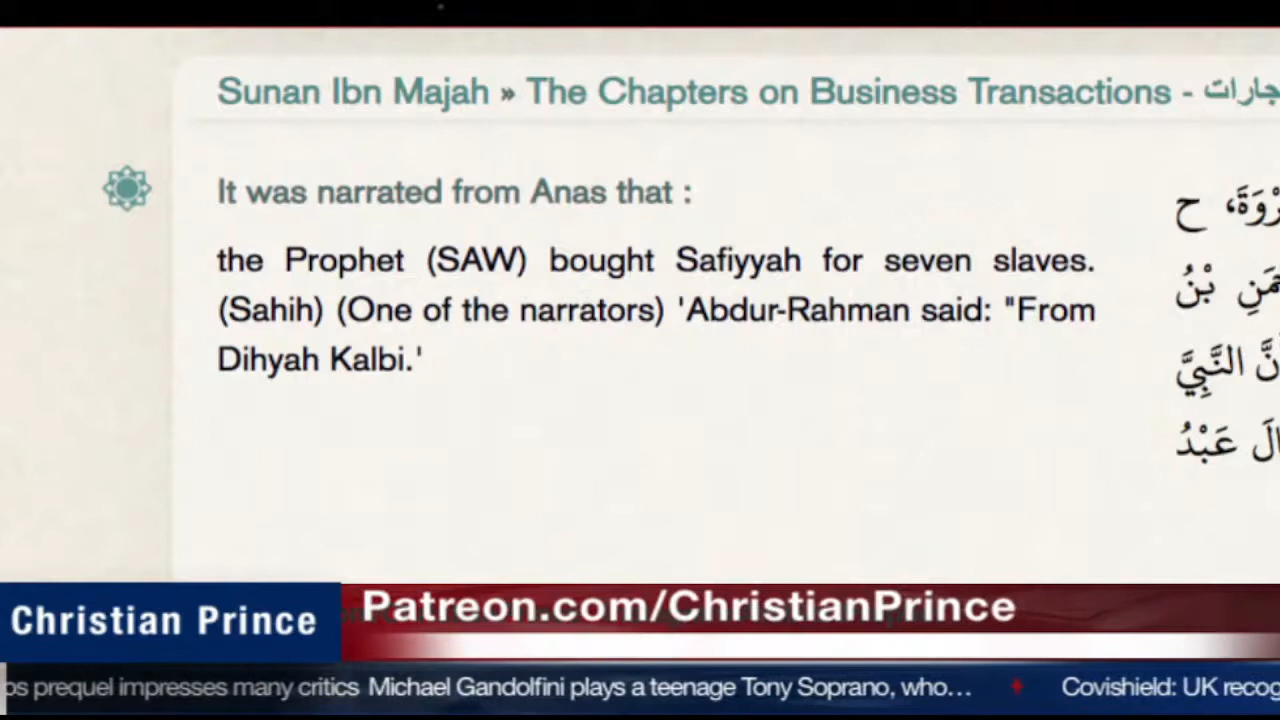 Sunan Ibn Majah » The Chapters on Business Transactions - جارات
It was narrated from Anas that :
the Prophet (SAW) bought Safiyyah for seven slaves.
(Sahih) (One of the narrators) 'Abdur-Rahman said: "From
Dihyah Kalbi.'
رْوَةَ، ح
بْنُ
النَّبِيَّ
عَبْدُ
Christian Prince
Patreon.com/ChristianPrince
os prequel impresses many critics Michael Gandolfini plays a teenage Tony Soprano, who... Covishield: UK recog